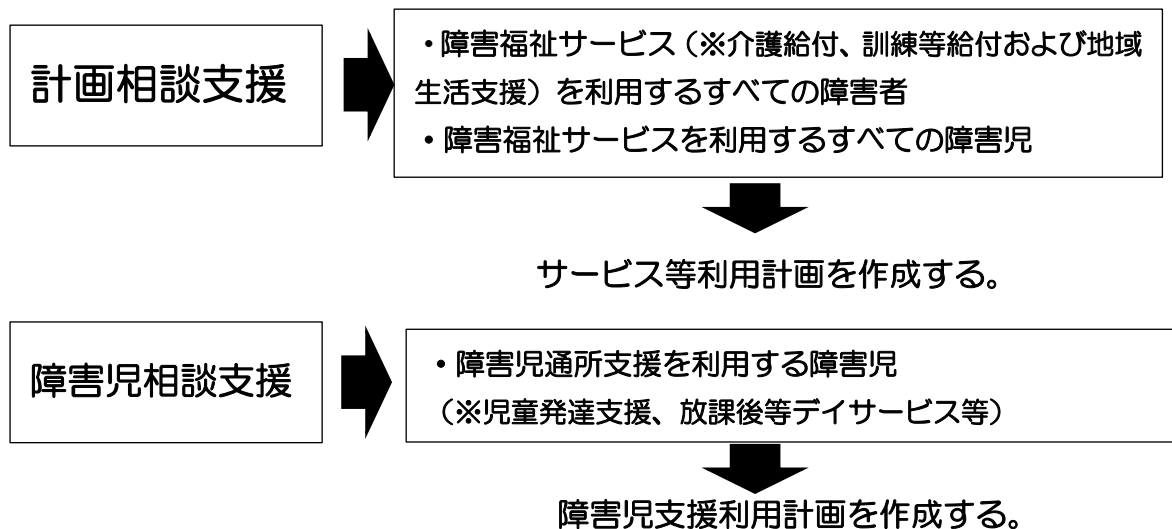 計画相談支援
・障害福祉サービス（※介護給付、訓練等給付および地域
生活支援）を利用するすべての障害者
・障害福祉サービスを利用するすべての障害児
サービス等利用計画を作成する。
障害児相談支援
・障害児通所支援を利用する障害児
（※児童発達支援、放課後等デイサービス等）
障害児支援利用計画を作成する。